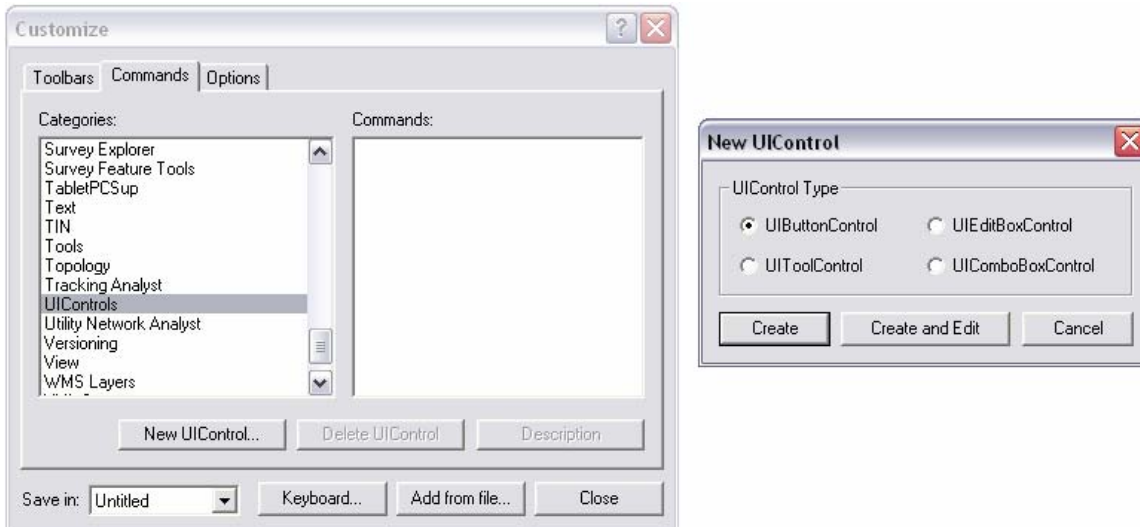 Customize
Toolbars Commands Options
Categories:
Commands:
Survey Explorer
Survey Feature Tools
TabletPCSup
Text
TIN
Tools
Topology
Tracking Analyst
UIControls
Utility Network Analyst
Versioning
View
WMS Layers
New UIControl...
Delete UIControl
Description
Save in: Untitled
Keyboard...
Add from file...
Close
New UIControl
UIControl Type
UIButtonControl
UIEditBoxControl
UIToolControl
UIComboBoxControl
Create
Create and Edit
Cancel